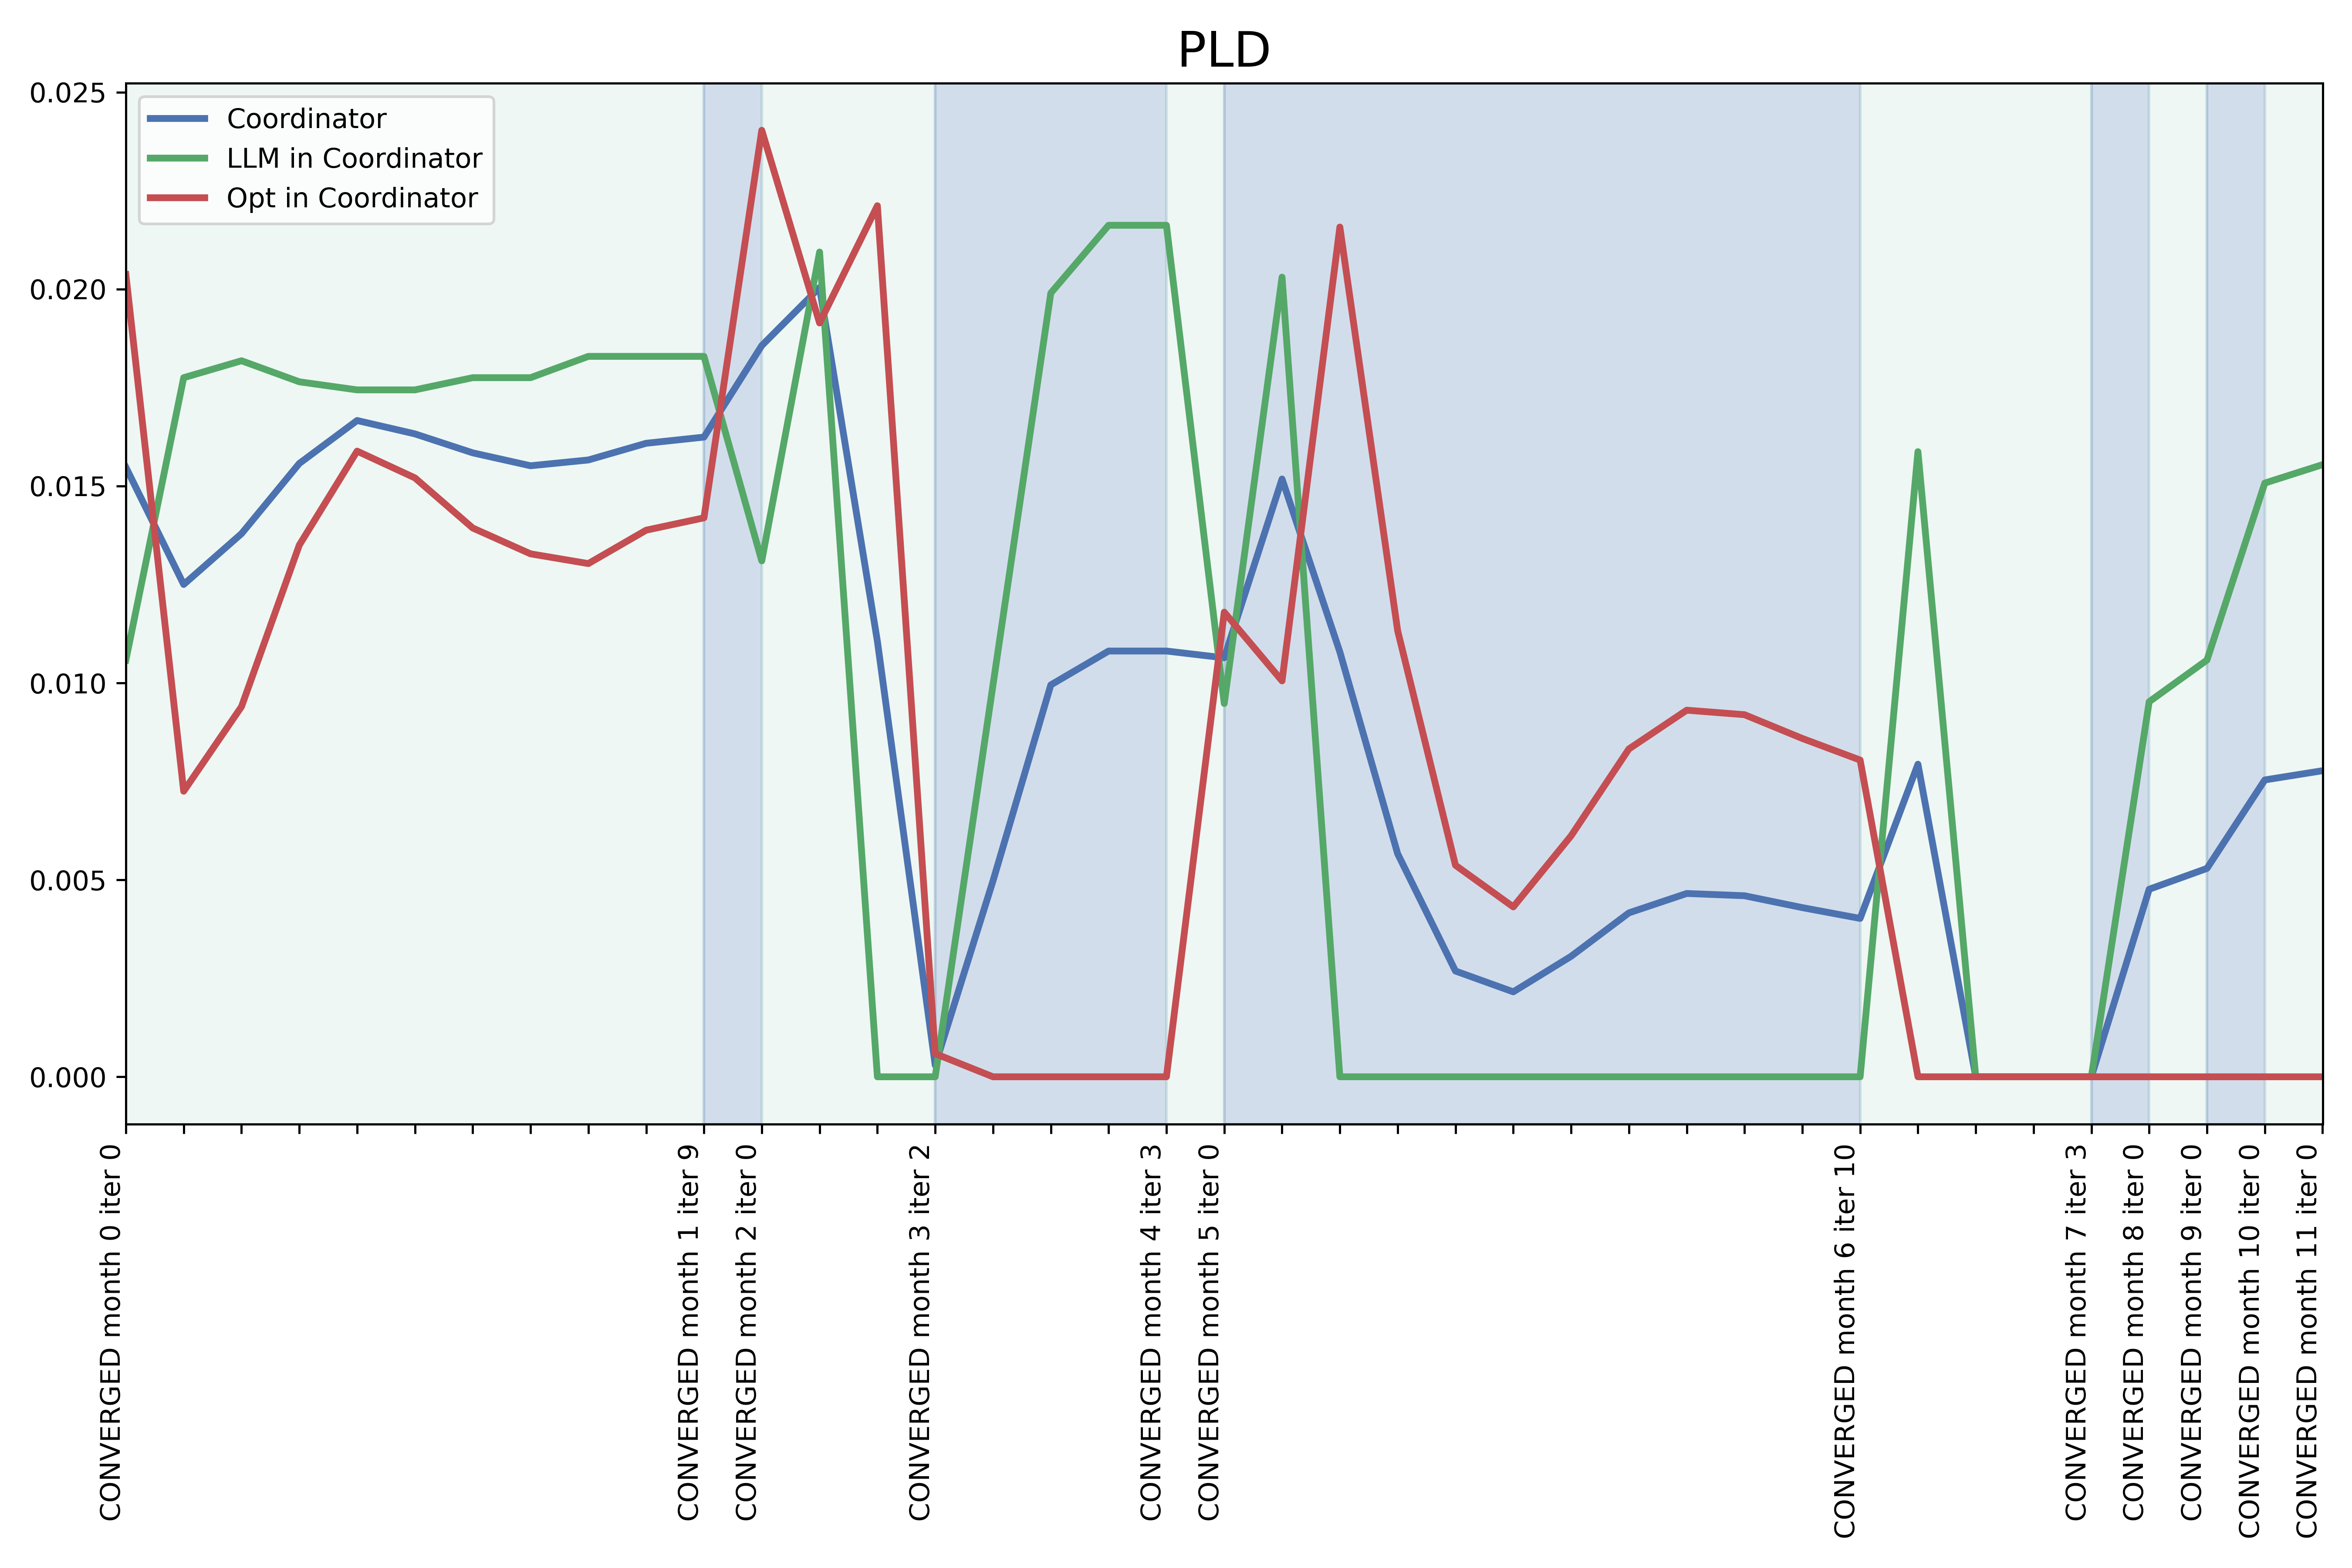 PLD
0.025
0.020
0.015
0.010
0.005
0.000
Coordinator
LLM in Coordinator
Opt in Coordinator
CONVERGED month 0 iter 0
CONVERGED month 1 iter 9
CONVERGED month 2 iter 0
CONVERGED month 3 iter 2
CONVERGED month 4 iter 3
CONVERGED month 5 iter 0
CONVERGED month 6 iter 10
CONVERGED month 7 iter 3
CONVERGED month 8 iter 0
CONVERGED month 9 iter 0
CONVERGED month 10 iter 0
CONVERGED month 11 iter 0